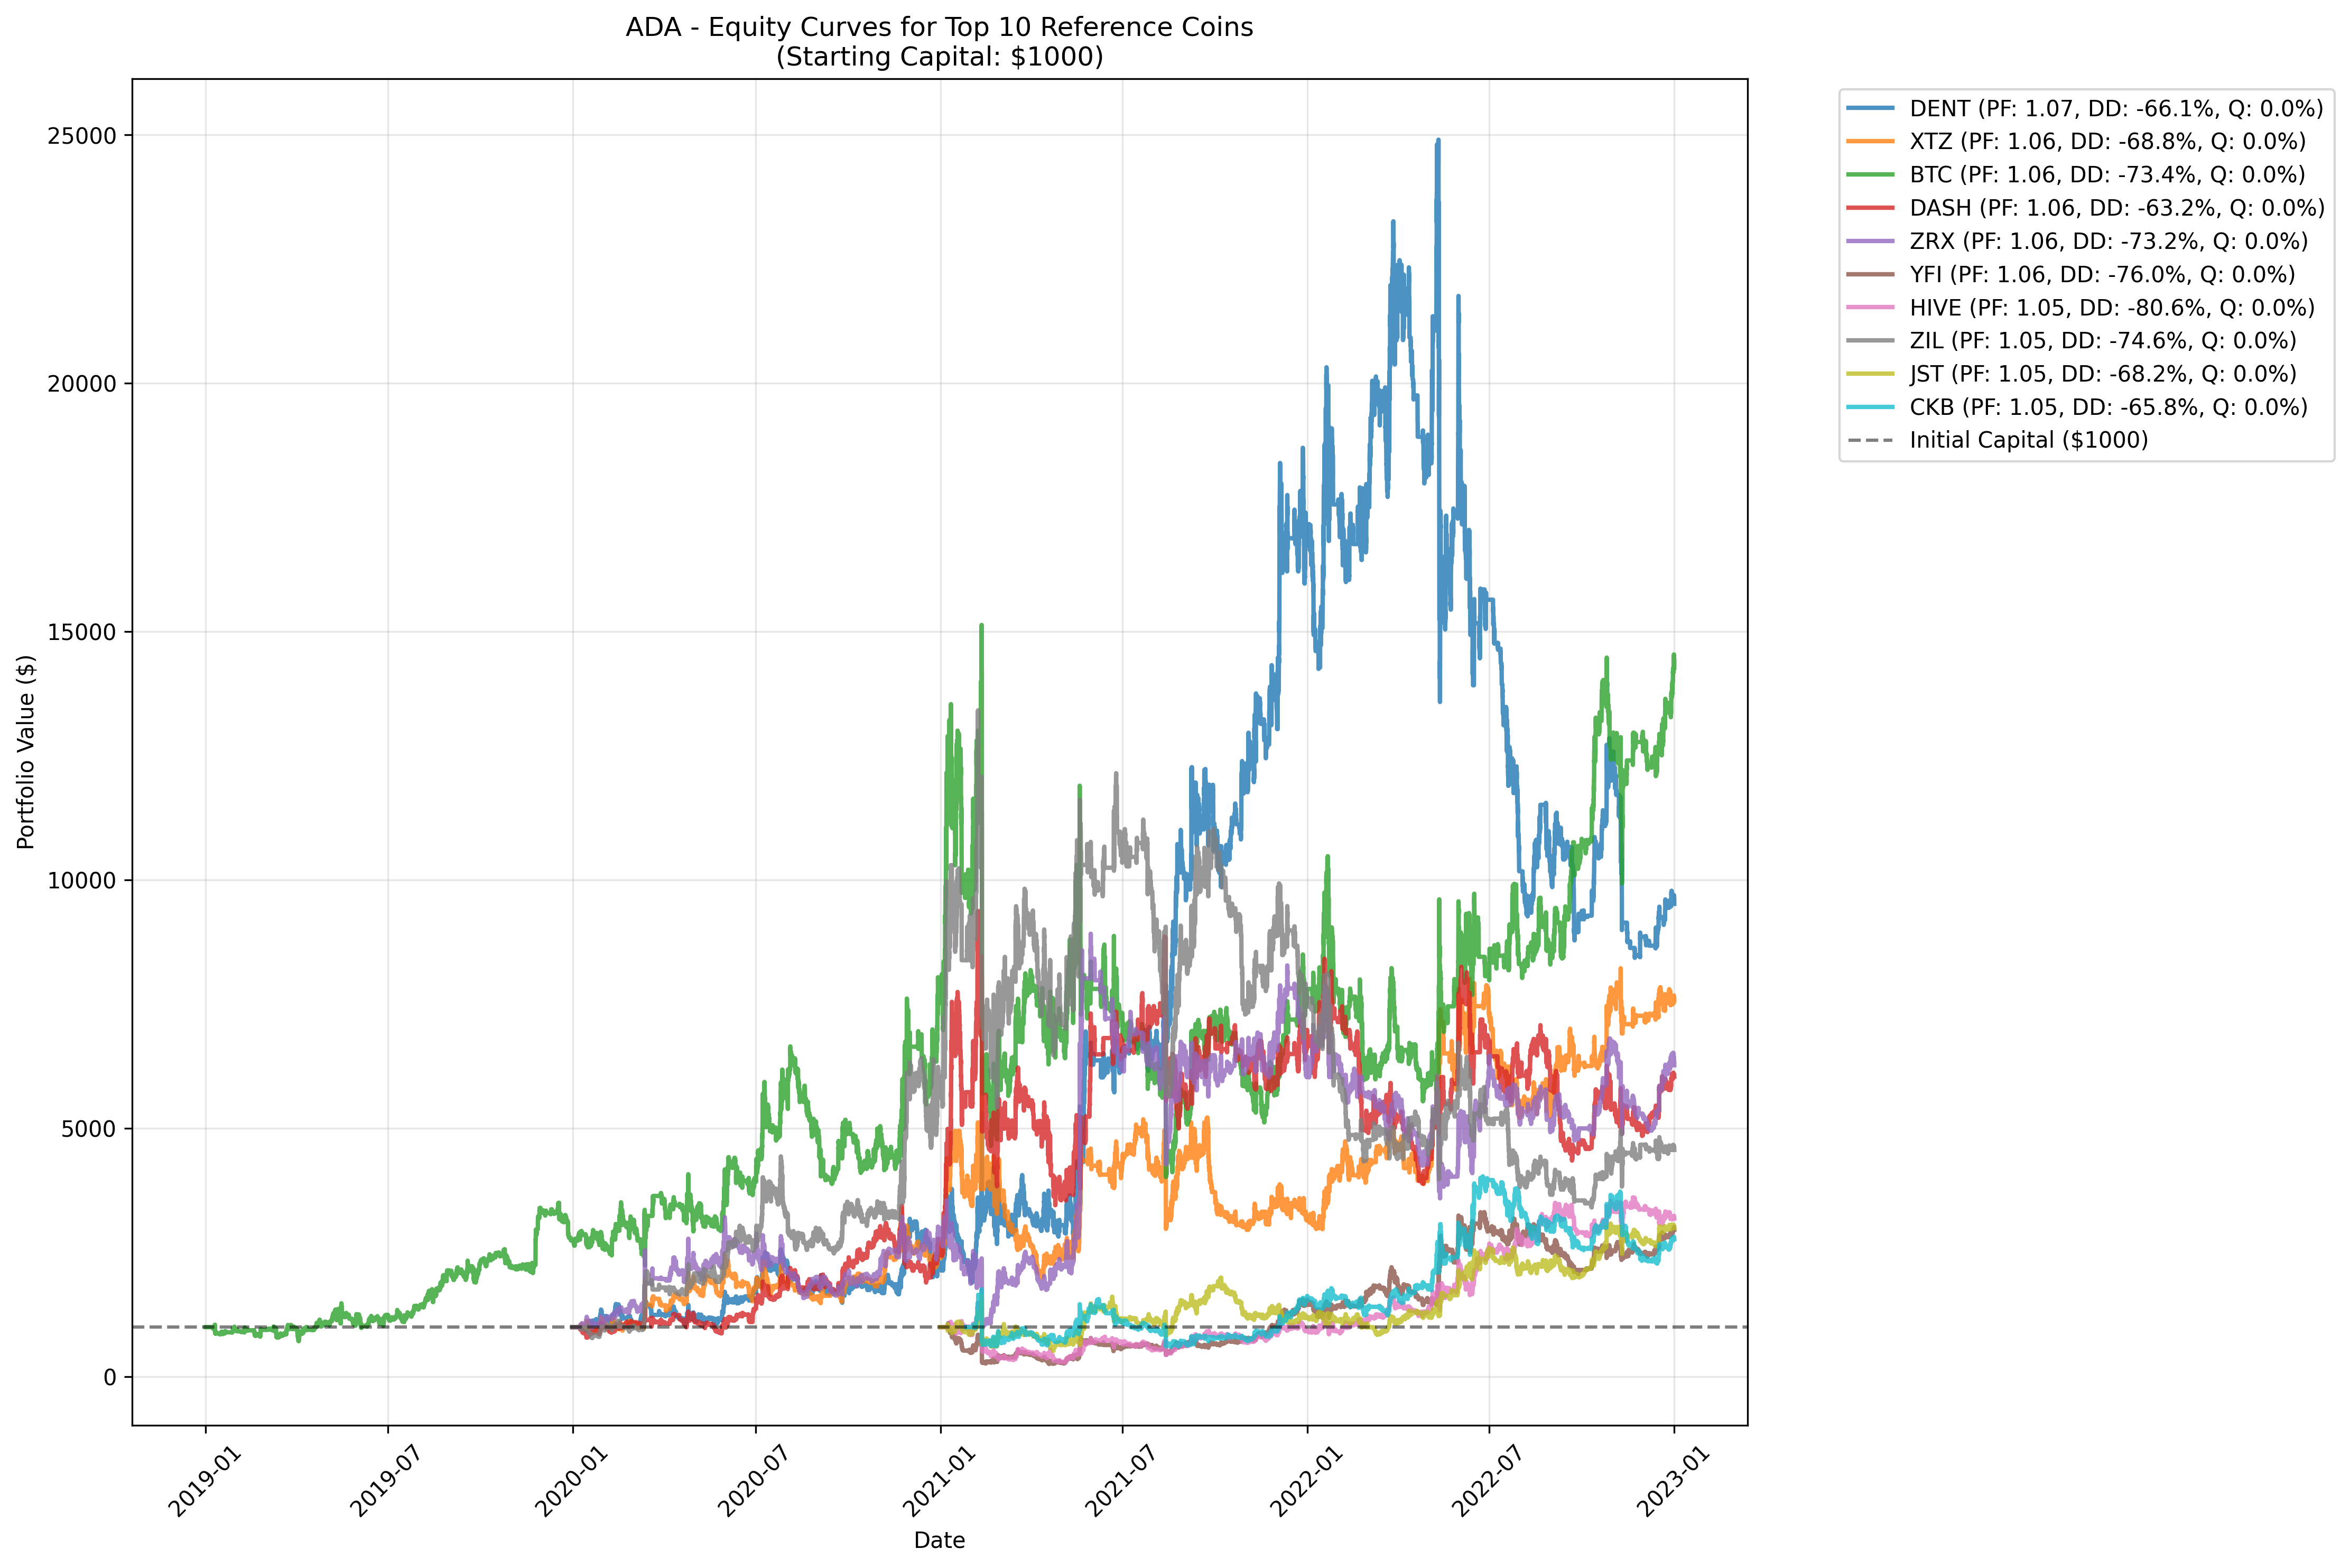 ADA - Equity Curves for Top 10 Reference Coins
(Starting Capital: $1000)
Portfolio Value ($)
25000
20000
15000
10000
5000
0
2019-01
2019-07
2020-01
2020-07
2021-01
2021-07
2022-01
2022-07
2023-01
Date
DENT (PF: 1.07, DD: -66.1%, Q: 0.0%)
XTZ (PF: 1.06, DD: -68.8%, Q: 0.0%)
BTC (PF: 1.06, DD: -73.4%, Q: 0.0%)
DASH (PF: 1.06, DD: -63.2%, Q: 0.0%)
ZRX (PF: 1.06, DD: -73.2%, Q: 0.0%)
YFI (PF: 1.06, DD: -76.0%, Q: 0.0%)
HIVE (PF: 1.05, DD: -80.6%, Q: 0.0%)
ZIL (PF: 1.05, DD: -74.6%, Q: 0.0%)
JST (PF: 1.05, DD: -68.2%, Q: 0.0%)
CKB (PF: 1.05, DD: -65.8%, Q: 0.0%)
Initial Capital ($1000)